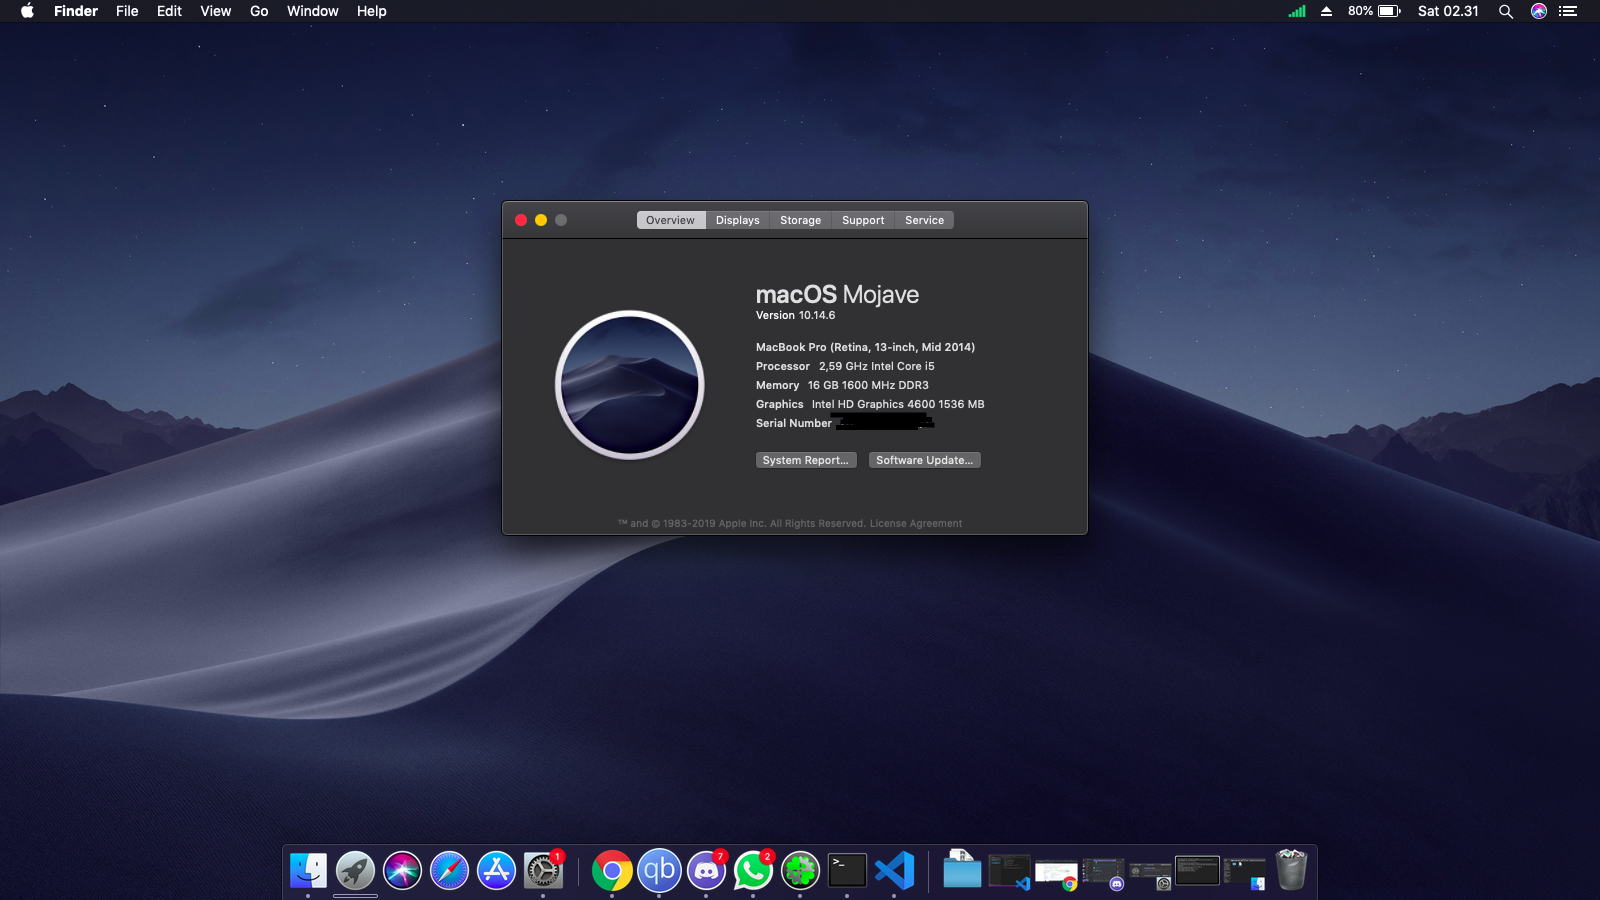 Finder File Edit View Go Window Help 80% Sat 02.31
Overview Displays Storage Support Service
macOS Mojave
Version 10.14.6
MacBook Pro (Retina, 13-inch, Mid 2014)
Processor 2,59 GHz Intel Core i5
Memory 16 GB 1600 MHz DDR3
Graphics Intel HD Graphics 4600 1536 MB
Serial Number
System Report... Software Update...
™ and © 1983-2019 Apple Inc. All Rights Reserved. License Agreement
1 7 2
qb >_